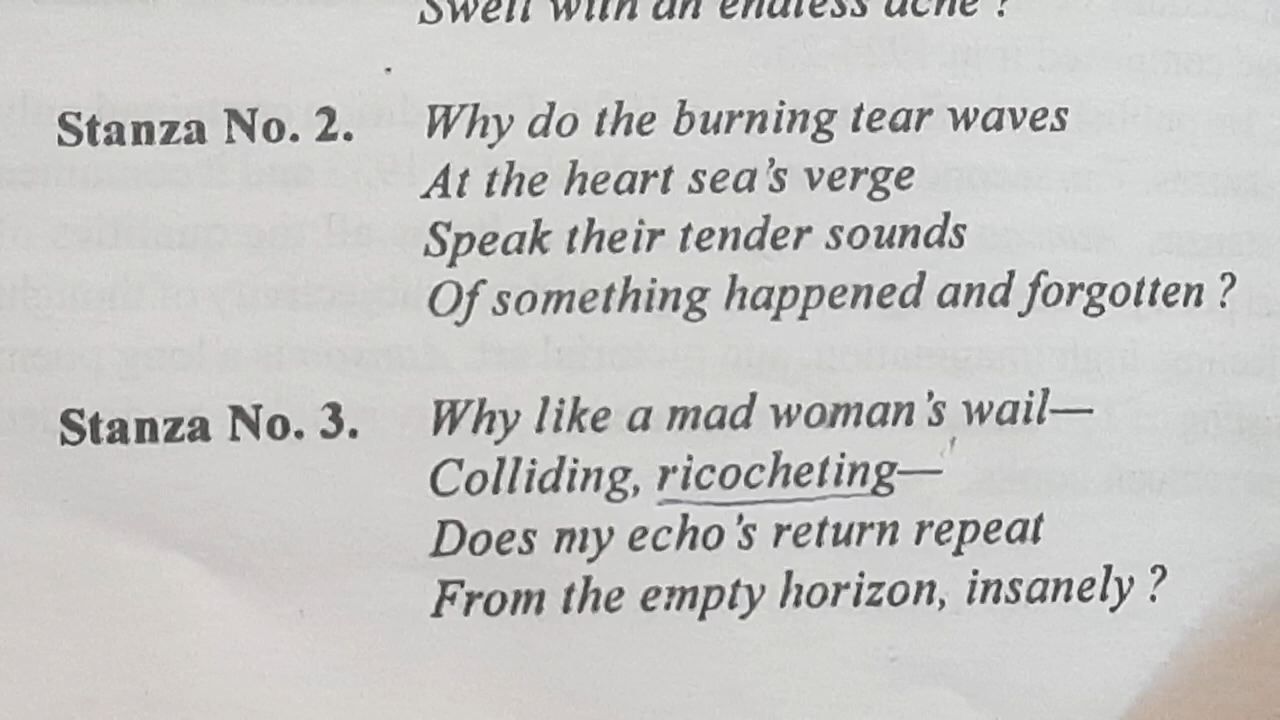 Swell with an endless ache ?
Stanza No. 2. Why do the burning tear waves
At the heart sea's verge
Speak their tender sounds
Of something happened and forgotten ?
Stanza No. 3. Why like a mad woman's wail—
Colliding, ricocheting—
Does my echo's return repeat
From the empty horizon, insanely ?